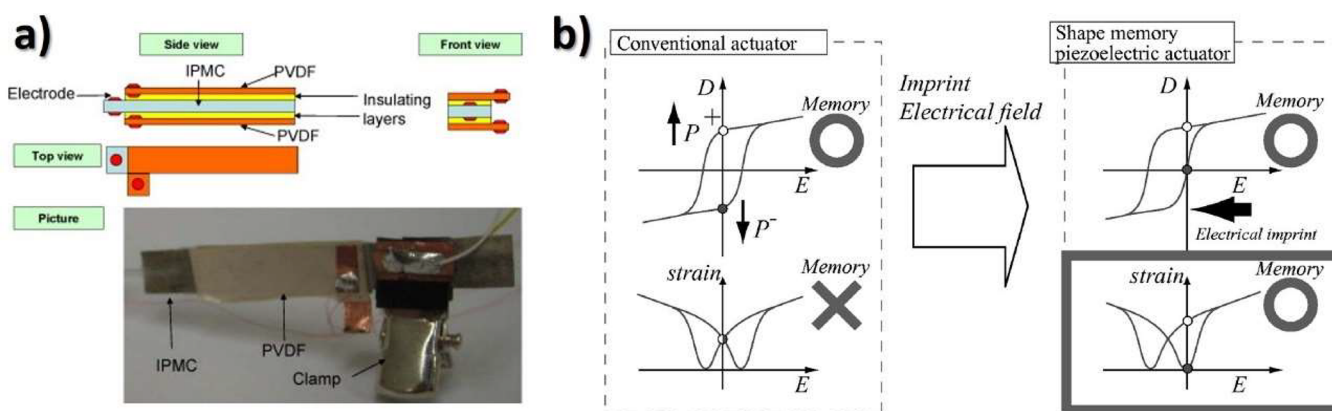 a)
Side view
Front view
IPMC
PVDF
Electrode
Insulating
layers
PVDF
Top view
Picture
IPMC
PVDF
Clamp
b)
Conventional actuator
D
+
P
Memory
E
P-
strain
Memory
E
Imprint
Electrical field
Shape memory
piezoelectric actuator
D
Memory
E
Electrical imprint
strain
Memory
E